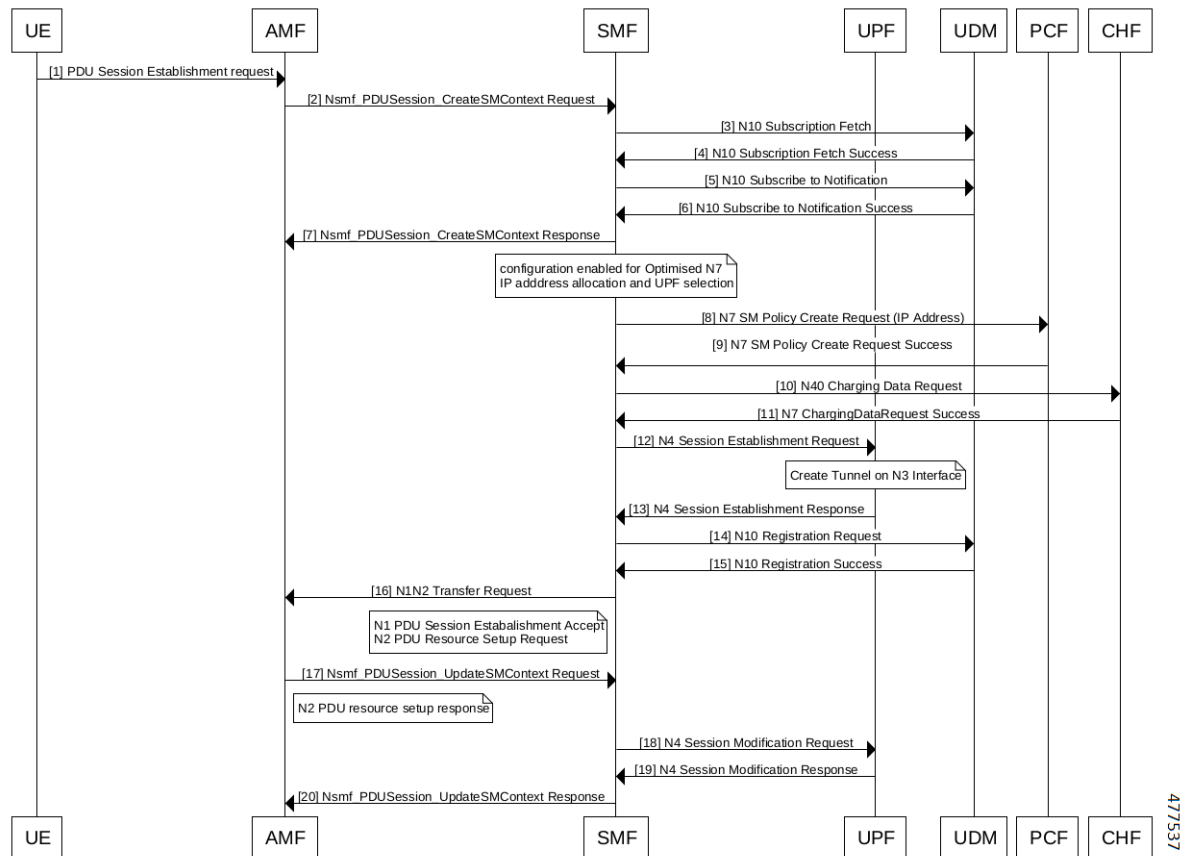 UE AMF SMF UPF UDM PCF CHF
[1] PDU Session Establishment request
[2] Nsmf_PDUSession_CreateSMContext Request
[3] N10 Subscription Fetch
[4] N10 Subscription Fetch Success
[5] N10 Subscribe to Notification
[6] N10 Subscribe to Notification Success
[7] Nsmf_PDUSession_CreateSMContext Response
configuration enabled for Optimised N7
IP adddress allocation and UPF selection
[8] N7 SM Policy Create Request (IP Address)
[9] N7 SM Policy Create Request Success
[10] N40 Charging Data Request
[11] N7 ChargingDataRequest Success
[12] N4 Session Establishment Request
Create Tunnel on N3 Interface
[13] N4 Session Establishment Response
[14] N10 Registration Request
[15] N10 Registration Success
[16] N1N2 Transfer Request
N1 PDU Session Estabalishment Accept
N2 PDU Resource Setup Request
[17] Nsmf_PDUSession_UpdateSMContext Request
N2 PDU resource setup response
[18] N4 Session Modification Request
[19] N4 Session Modification Response
[20] Nsmf_PDUSession_UpdateSMContext Response
UE AMF SMF UPF UDM PCF CHF
477537